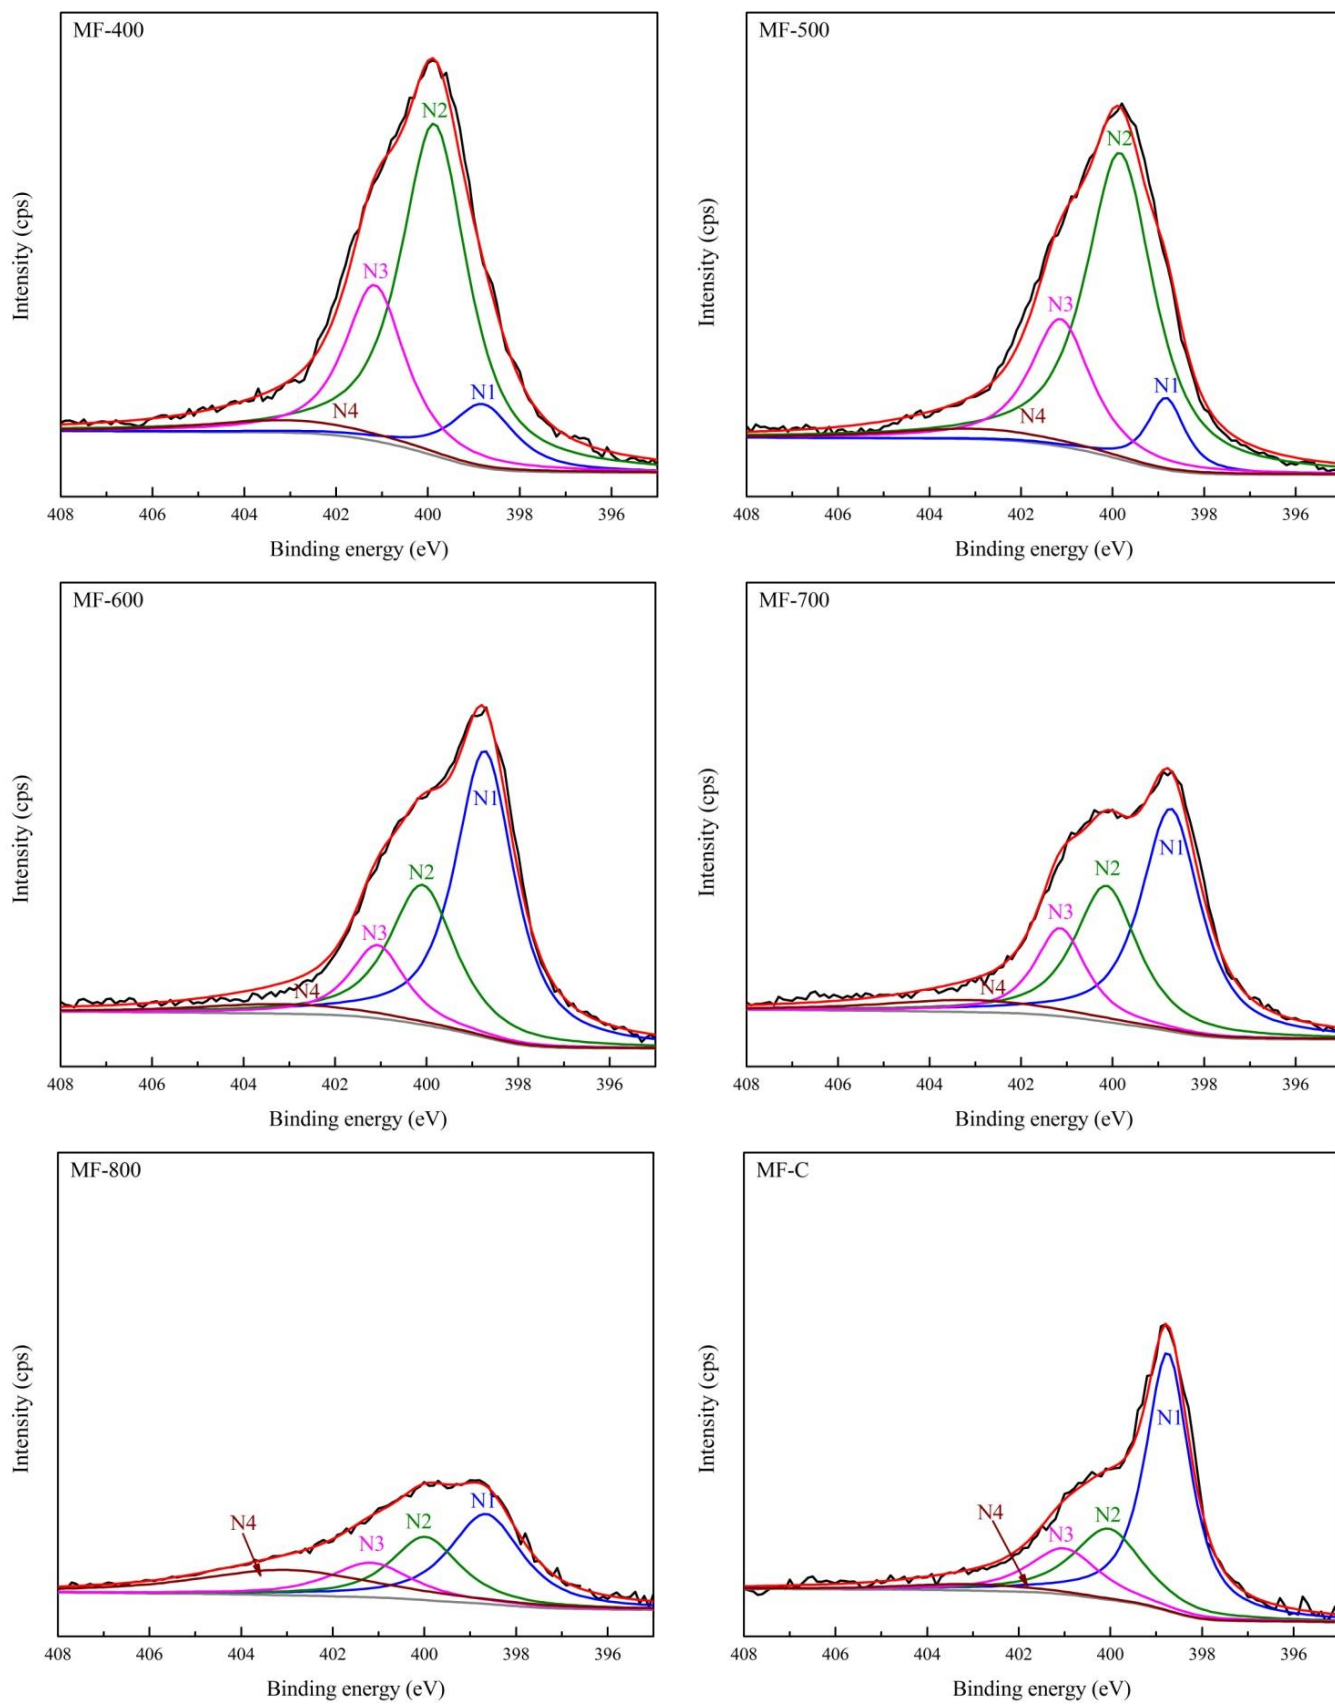 MF-400
N2
N3
N1
N4
Intensity (cps)
408 406 404 402 400 398 396
Binding energy (eV)
MF-500
N2
N3
N1
N4
Intensity (cps)
408 406 404 402 400 398 396
Binding energy (eV)
MF-600
N1
N2
N3
N4
Intensity (cps)
408 406 404 402 400 398 396
Binding energy (eV)
MF-700
N1
N2
N3
N4
Intensity (cps)
408 406 404 402 400 398 396
Binding energy (eV)
MF-800
N1
N4
N2
N3
Intensity (cps)
408 406 404 402 400 398 396
Binding energy (eV)
MF-C
N1
N4
N2
N3
Intensity (cps)
408 406 404 402 400 398 396
Binding energy (eV)